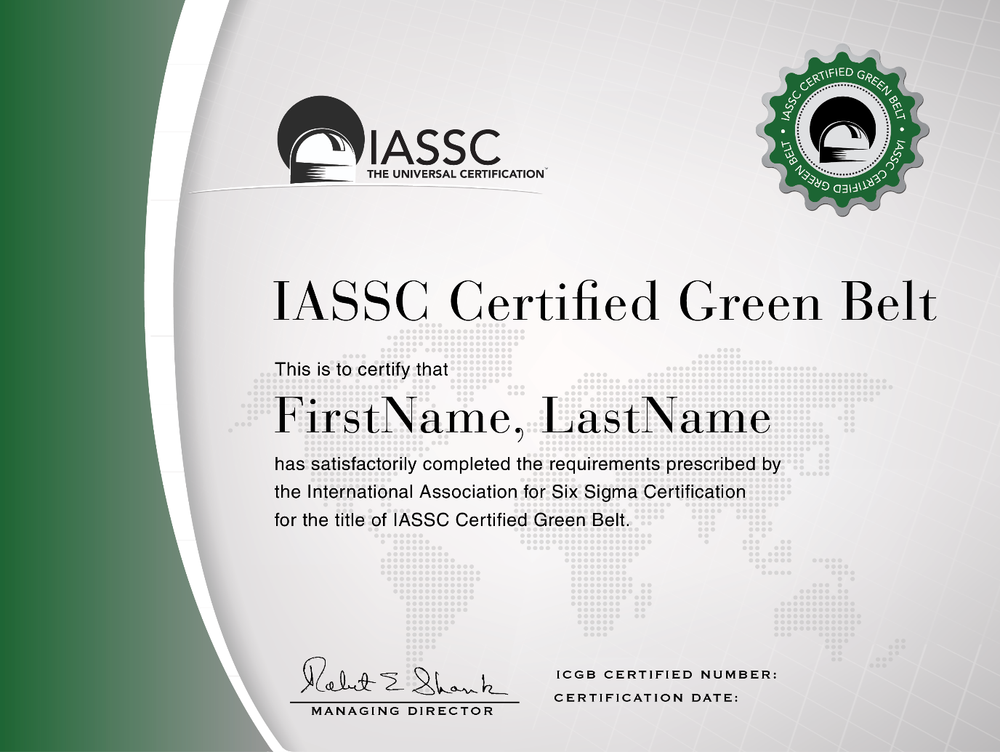 IASSC
THE UNIVERSAL CERTIFICATION™
• IASSC CERTIFIED GREEN BELT • IASSC CERTIFIED GREEN BELT
IASSC Certified Green Belt
This is to certify that
FirstName, LastName
has satisfactorily completed the requirements prescribed by
the International Association for Six Sigma Certification
for the title of IASSC Certified Green Belt.
Robert E Shank
MANAGING DIRECTOR
ICGB CERTIFIED NUMBER:
CERTIFICATION DATE: